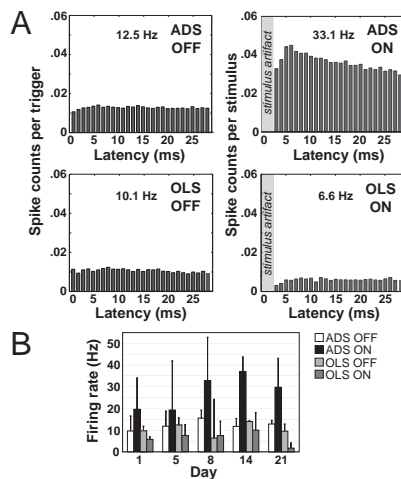 A
Spike counts per trigger
Spike counts per stimulus
.06
.04
.02
0
12.5 Hz
ADS
OFF
0 5 10 15 20 25
Latency (ms)
.06
.04
.02
0
stimulus artifact
33.1 Hz
ADS
ON
0 5 10 15 20 25
Latency (ms)
.06
.04
.02
0
10.1 Hz
OLS
OFF
0 5 10 15 20 25
Latency (ms)
.06
.04
.02
0
stimulus artifact
6.6 Hz
OLS
ON
0 5 10 15 20 25
Latency (ms)
B
Firing rate (Hz)
50
40
30
20
10
0
ADS OFF
ADS ON
OLS OFF
OLS ON
1 5 8 14 21
Day